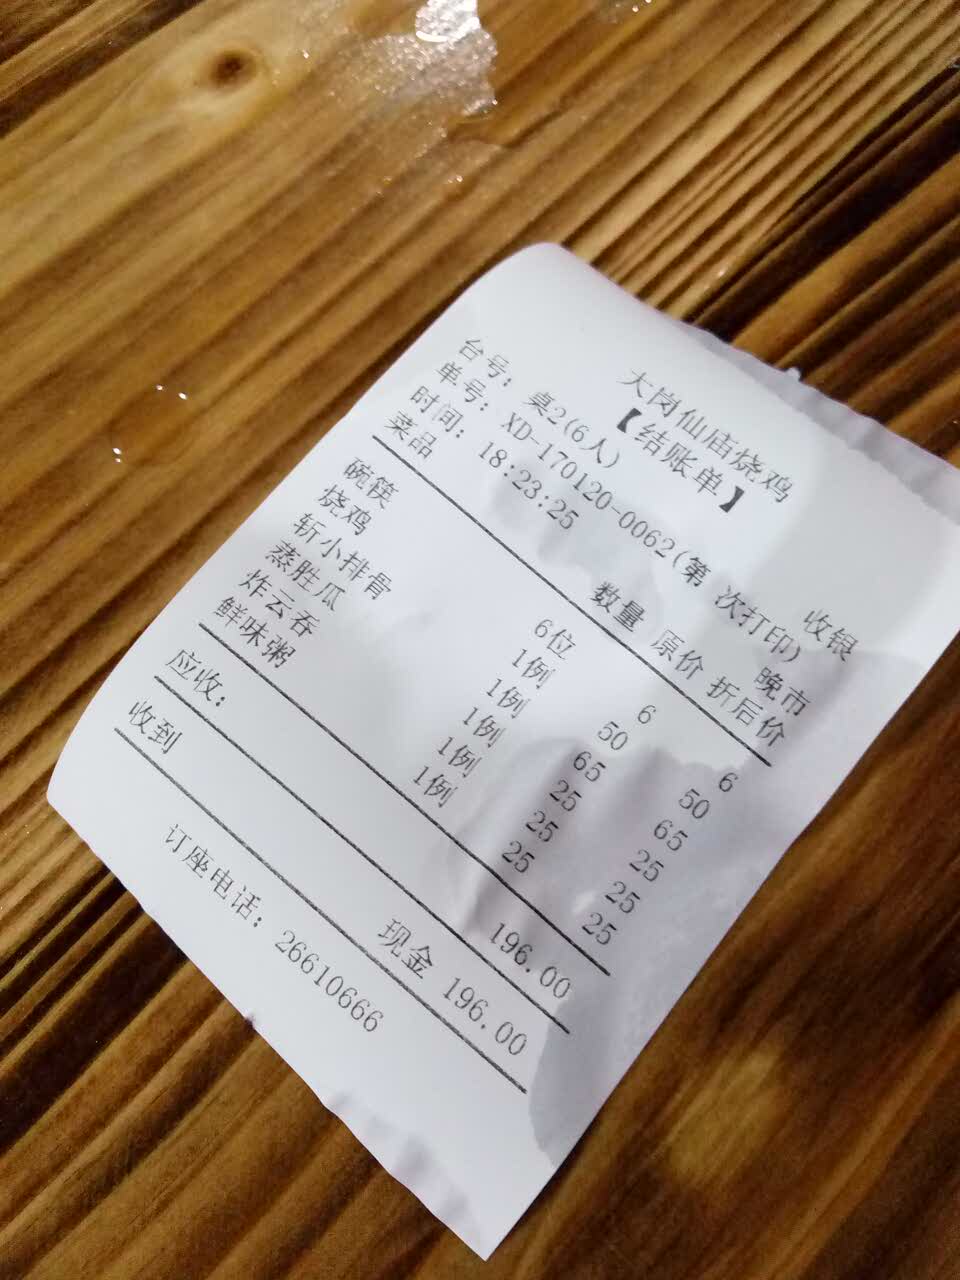 大岗仙庙烧鸡
【结账单】
台号：桌2(6人) 收银
单号：XD-170120-0062(第 次打印)
时间：18:23:25 晚市
菜品 数量 原价 折后价
碗筷 6位 6 6
烧鸡 1例 50 50
斩小排骨 1例 65 65
蒸胜瓜 1例 25 25
炸云吞 1例 25 25
鲜味粥 1例 25 25
应收： 196.00
收到 现金 196.00
订座电话：26610666